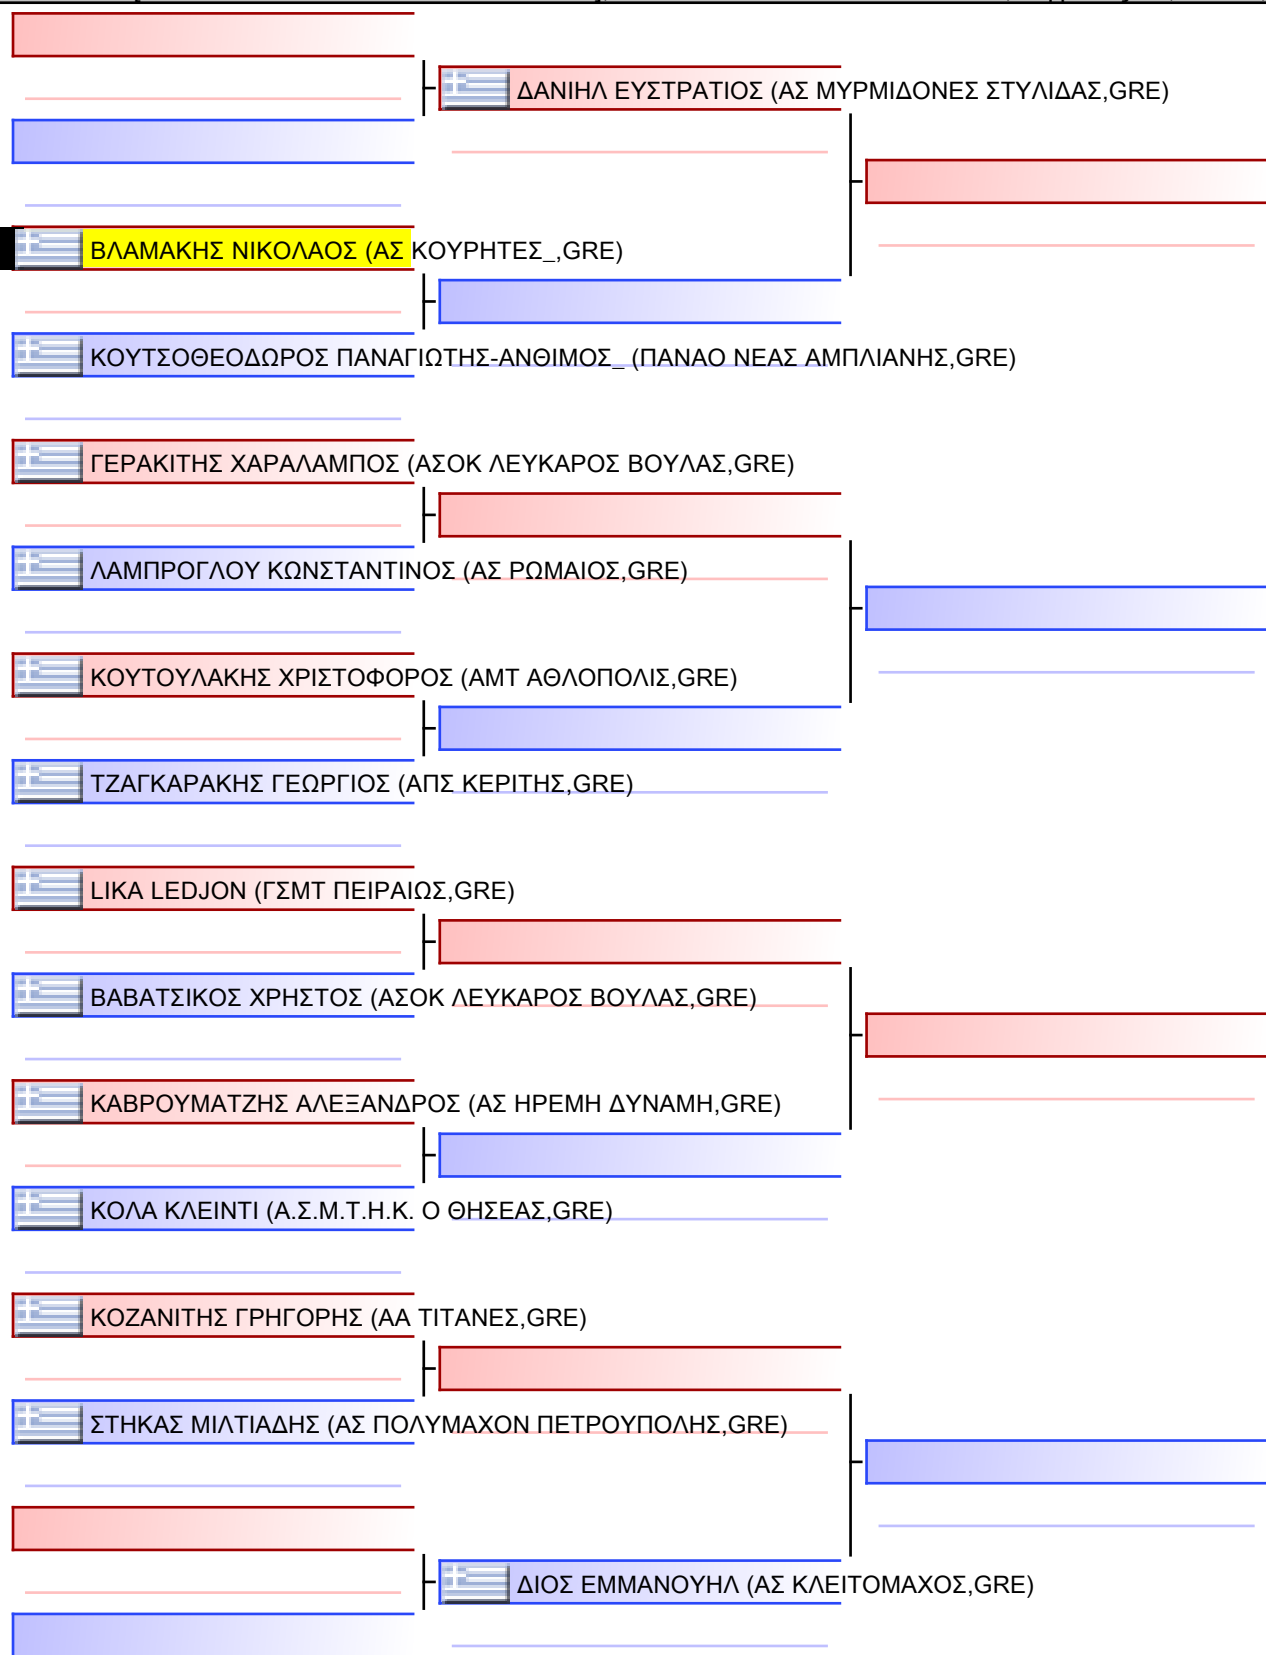 ΔΑΝΙΗΛ ΕΥΣΤΡΑΤΙΟΣ (ΑΣ ΜΥΡΜΙΔΟΝΕΣ ΣΤΥΛΙΔΑΣ,GRE)
ΒΛΑΜΑΚΗΣ ΝΙΚΟΛΑΟΣ (ΑΣ ΚΟΥΡΗΤΕΣ_,GRE)
ΚΟΥΤΣΟΘΕΟΔΩΡΟΣ ΠΑΝΑΓΙΩΤΗΣ-ΑΝΘΙΜΟΣ_ (ΠΑΝΑΟ ΝΕΑΣ ΑΜΠΛΙΑΝΗΣ,GRE)
ΓΕΡΑΚΙΤΗΣ ΧΑΡΑΛΑΜΠΟΣ (ΑΣΟΚ ΛΕΥΚΑΡΟΣ ΒΟΥΛΑΣ,GRE)
ΛΑΜΠΡΟΓΛΟΥ ΚΩΝΣΤΑΝΤΙΝΟΣ (ΑΣ ΡΩΜΑΙΟΣ,GRE)
ΚΟΥΤΟΥΛΑΚΗΣ ΧΡΙΣΤΟΦΟΡΟΣ (ΑΜΤ ΑΘΛΟΠΟΛΙΣ,GRE)
ΤΖΑΓΚΑΡΑΚΗΣ ΓΕΩΡΓΙΟΣ (ΑΠΣ ΚΕΡΙΤΗΣ,GRE)
LIKA LEDJON (ΓΣΜΤ ΠΕΙΡΑΙΩΣ,GRE)
ΒΑΒΑΤΣΙΚΟΣ ΧΡΗΣΤΟΣ (ΑΣΟΚ ΛΕΥΚΑΡΟΣ ΒΟΥΛΑΣ,GRE)
ΚΑΒΡΟΥΜΑΤΖΗΣ ΑΛΕΞΑΝΔΡΟΣ (ΑΣ ΗΡΕΜΗ ΔΥΝΑΜΗ,GRE)
ΚΟΛΑ ΚΛΕΙΝΤΙ (Α.Σ.Μ.Τ.Η.Κ. Ο ΘΗΣΕΑΣ,GRE)
ΚΟΖΑΝΙΤΗΣ ΓΡΗΓΟΡΗΣ (ΑΑ ΤΙΤΑΝΕΣ,GRE)
ΣΤΗΚΑΣ ΜΙΛΤΙΑΔΗΣ (ΑΣ ΠΟΛΥΜΑΧΟΝ ΠΕΤΡΟΥΠΟΛΗΣ,GRE)
ΔΙΟΣ ΕΜΜΑΝΟΥΗΛ (ΑΣ ΚΛΕΙΤΟΜΑΧΟΣ,GRE)